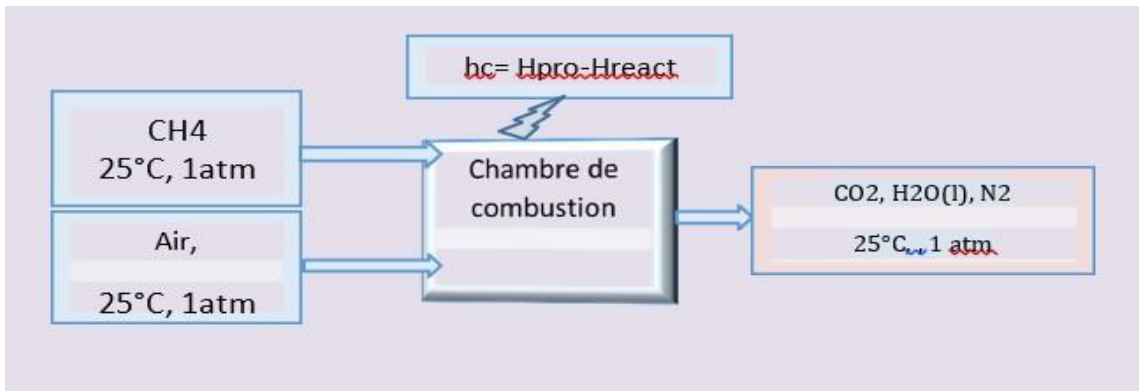 hc= Hpro-Hreact
CH4
25°C, 1atm
Chambre de
combustion
Air,
25°C, 1atm
CO2, H2O(l), N2
25°C, , 1 atm